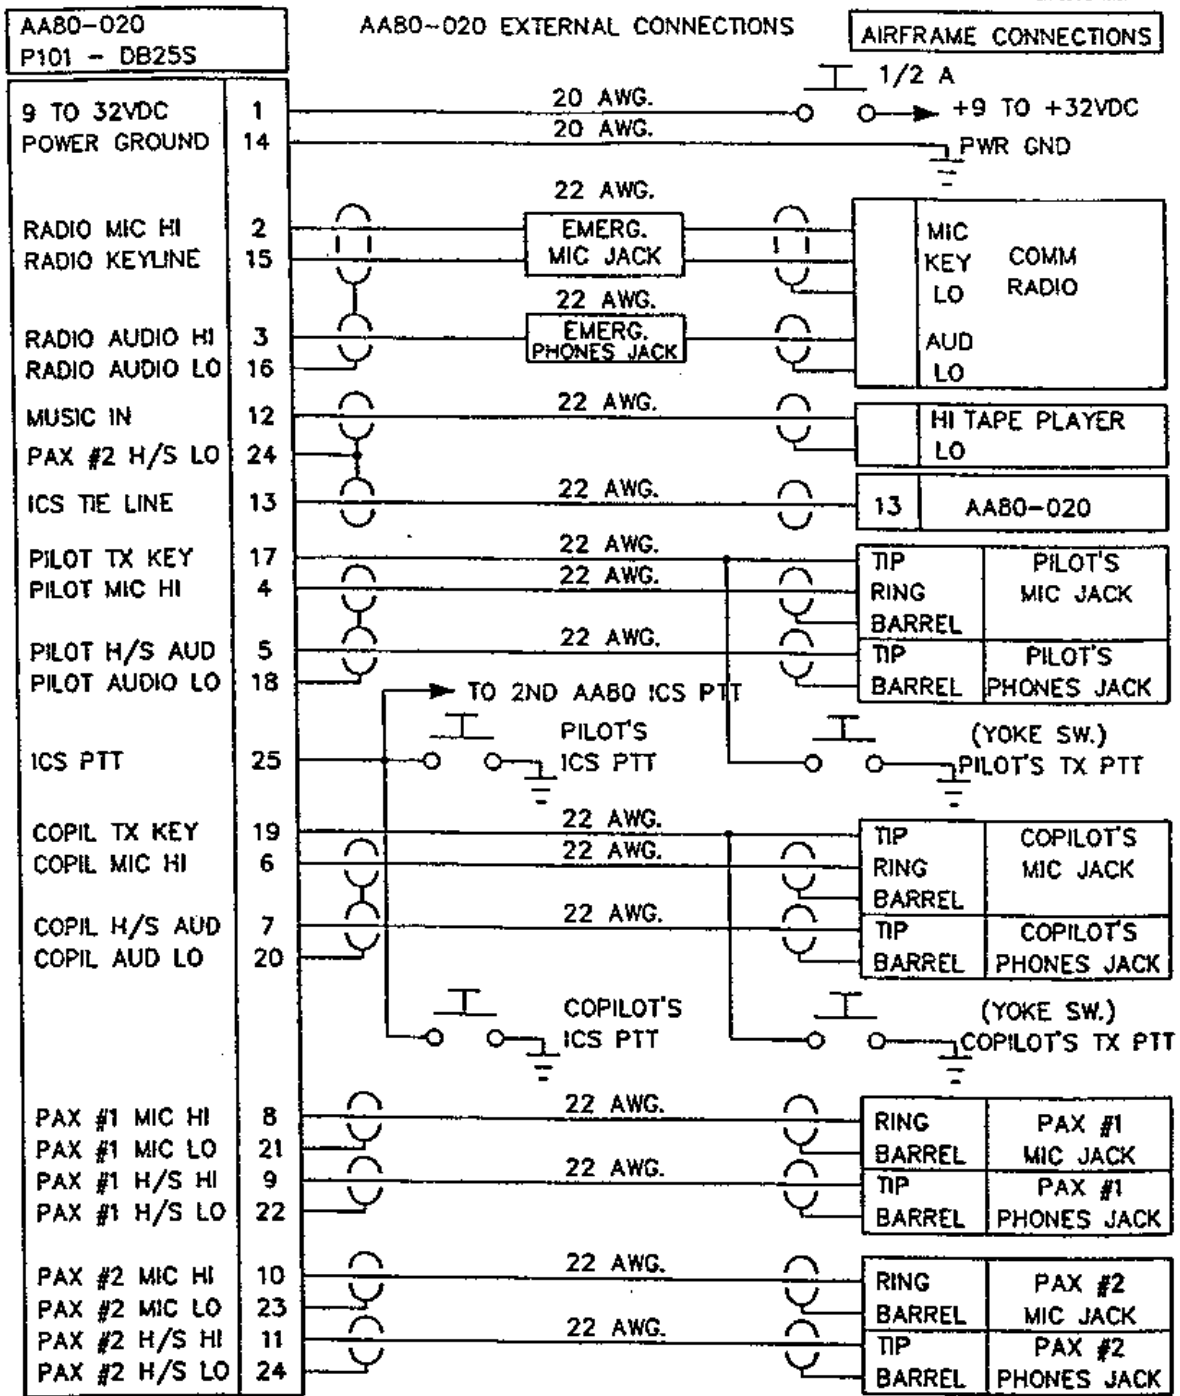 AA80-020
P101 - DB25S
AA80-020 EXTERNAL CONNECTIONS
AIRFRAME CONNECTIONS
1/2 A
9 TO 32VDC 1 20 AWG. +9 TO +32VDC
POWER GROUND 14 20 AWG. PWR GND
22 AWG.
RADIO MIC HI 2 EMERG. MIC
RADIO KEYLINE 15 MIC JACK KEY COMM
LO RADIO
22 AWG.
RADIO AUDIO HI 3 EMERG. AUD
PHONES JACK
RADIO AUDIO LO 16 LO
MUSIC IN 12 22 AWG. HI TAPE PLAYER
PAX #2 H/S LO 24 LO
ICS TIE LINE 13 22 AWG. 13 AA80-020
PILOT TX KEY 17 22 AWG. TIP PILOT'S
PILOT MIC HI 4 22 AWG. RING MIC JACK
BARREL
PILOT H/S AUD 5 22 AWG. TIP PILOT'S
PILOT AUDIO LO 18 BARREL PHONES JACK
TO 2ND AA80 ICS PTT
PILOT'S (YOKE SW.)
ICS PTT 25 ICS PTT PILOT'S TX PTT
COPIL TX KEY 19 22 AWG. TIP COPILOT'S
COPIL MIC HI 6 22 AWG. RING MIC JACK
BARREL
COPIL H/S AUD 7 22 AWG. TIP COPILOT'S
COPIL AUD LO 20 BARREL PHONES JACK
COPILOT'S (YOKE SW.)
ICS PTT COPILOT'S TX PTT
PAX #1 MIC HI 8 22 AWG. RING PAX #1
PAX #1 MIC LO 21 BARREL MIC JACK
PAX #1 H/S HI 9 22 AWG. TIP PAX #1
PAX #1 H/S LO 22 BARREL PHONES JACK
PAX #2 MIC HI 10 22 AWG. RING PAX #2
PAX #2 MIC LO 23 BARREL MIC JACK
PAX #2 H/S HI 11 22 AWG. TIP PAX #2
PAX #2 H/S LO 24 BARREL PHONES JACK